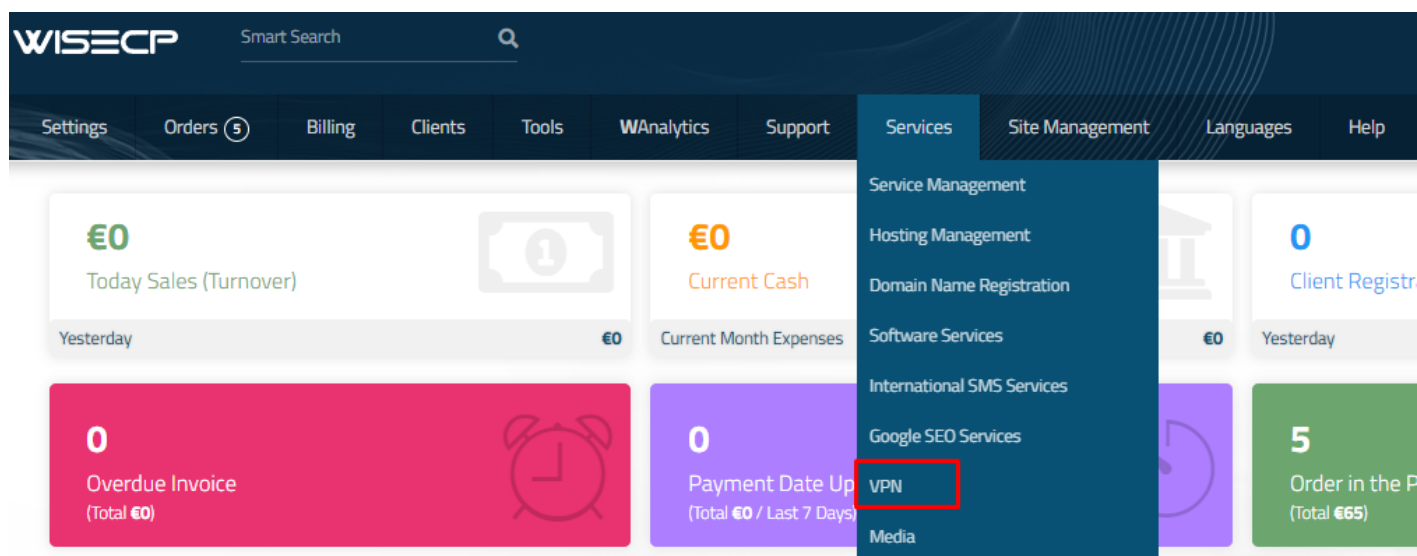 WISECP
Smart Search
Settings Orders 5 Billing Clients Tools WAnalytics Support Services Site Management Languages Help
Service Management
Hosting Management
Domain Name Registration
Software Services
International SMS Services
Google SEO Services
VPN
Media
€0
Today Sales (Turnover)
Yesterday €0
€0
Current Cash
Current Month Expenses €0
0
Client Registr
Yesterday
0
Overdue Invoice
(Total €0)
0
Payment Date Up
(Total €0 / Last 7 Days)
5
Order in the P
(Total €65)